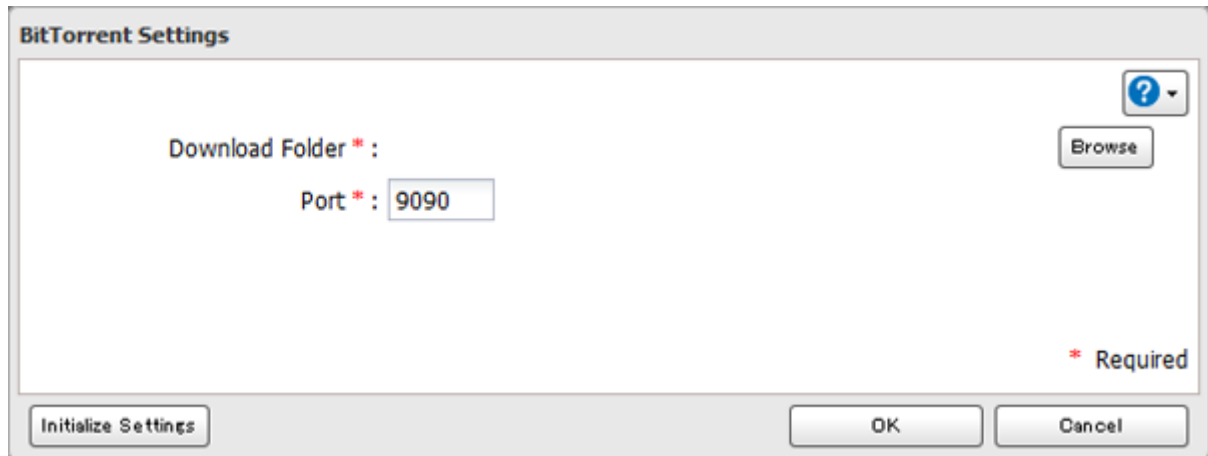 BitTorrent Settings
?
Download Folder * :
Browse
Port * : 9090
* Required
Initialize Settings
OK
Cancel